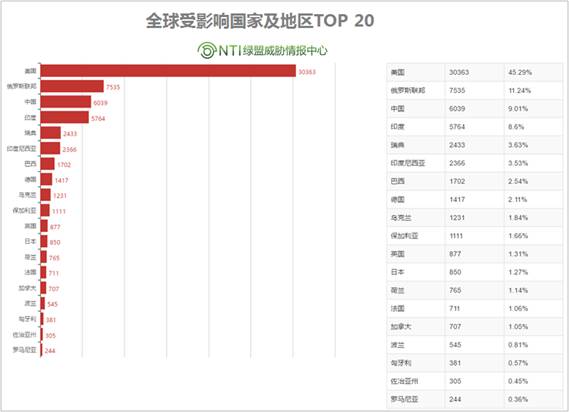 全球受影响国家及地区TOP 20
NTI 绿盟威胁情报中心
美国 30363
俄罗斯联邦 7535
中国 6039
印度 5764
瑞典 2433
印度尼西亚 2366
巴西 1702
德国 1417
乌克兰 1231
保加利亚 1111
英国 877
日本 850
荷兰 765
法国 711
加拿大 707
波兰 545
匈牙利 381
佐治亚州 305
罗马尼亚 244
美国 30363 45.29%
俄罗斯联邦 7535 11.24%
中国 6039 9.01%
印度 5764 8.6%
瑞典 2433 3.63%
印度尼西亚 2366 3.53%
巴西 1702 2.54%
德国 1417 2.11%
乌克兰 1231 1.84%
保加利亚 1111 1.66%
英国 877 1.31%
日本 850 1.27%
荷兰 765 1.14%
法国 711 1.06%
加拿大 707 1.05%
波兰 545 0.81%
匈牙利 381 0.57%
佐治亚州 305 0.45%
罗马尼亚 244 0.36%